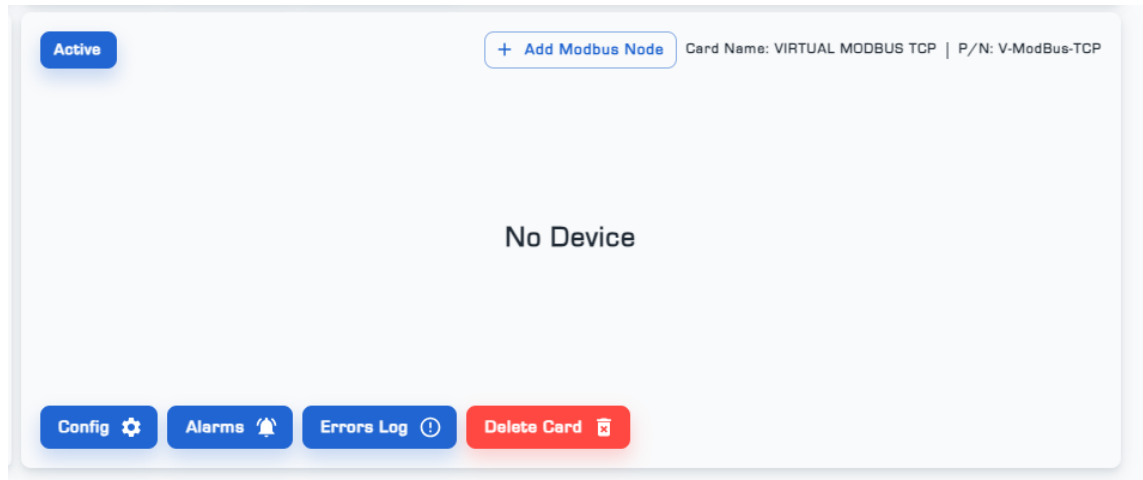 Active
+ Add Modbus Node
Card Name: VIRTUAL MODBUS TCP | P/N: V-ModBus-TCP
No Device
Config
Alarms
Errors Log
Delete Card